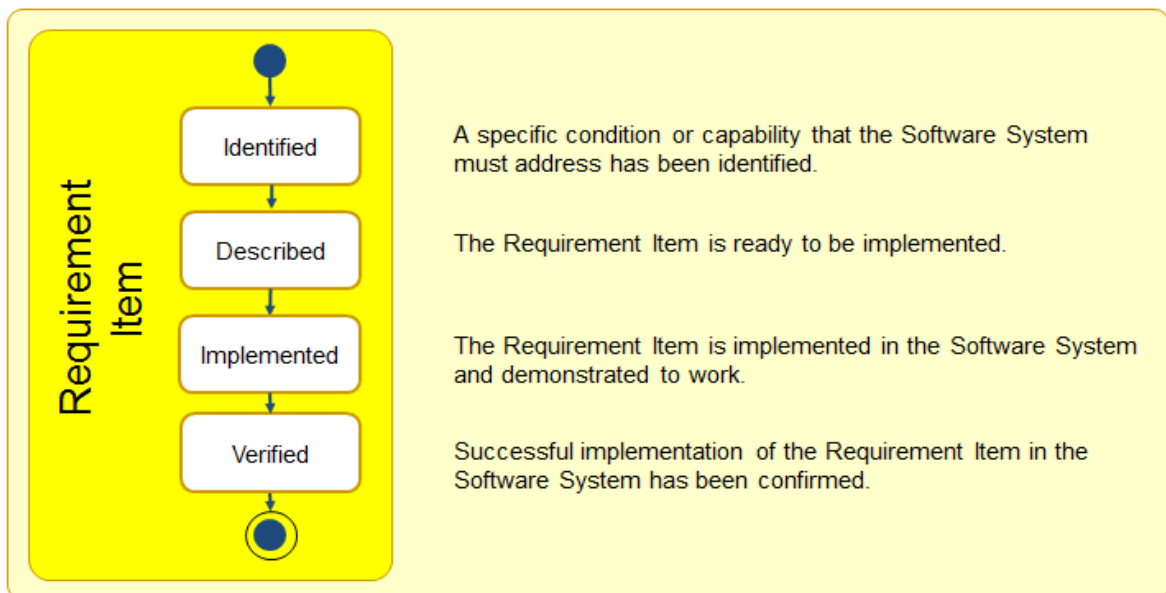 Requirement
Item
Identified
A specific condition or capability that the Software System
must address has been identified.
Described
The Requirement Item is ready to be implemented.
Implemented
The Requirement Item is implemented in the Software System
and demonstrated to work.
Verified
Successful implementation of the Requirement Item in the
Software System has been confirmed.